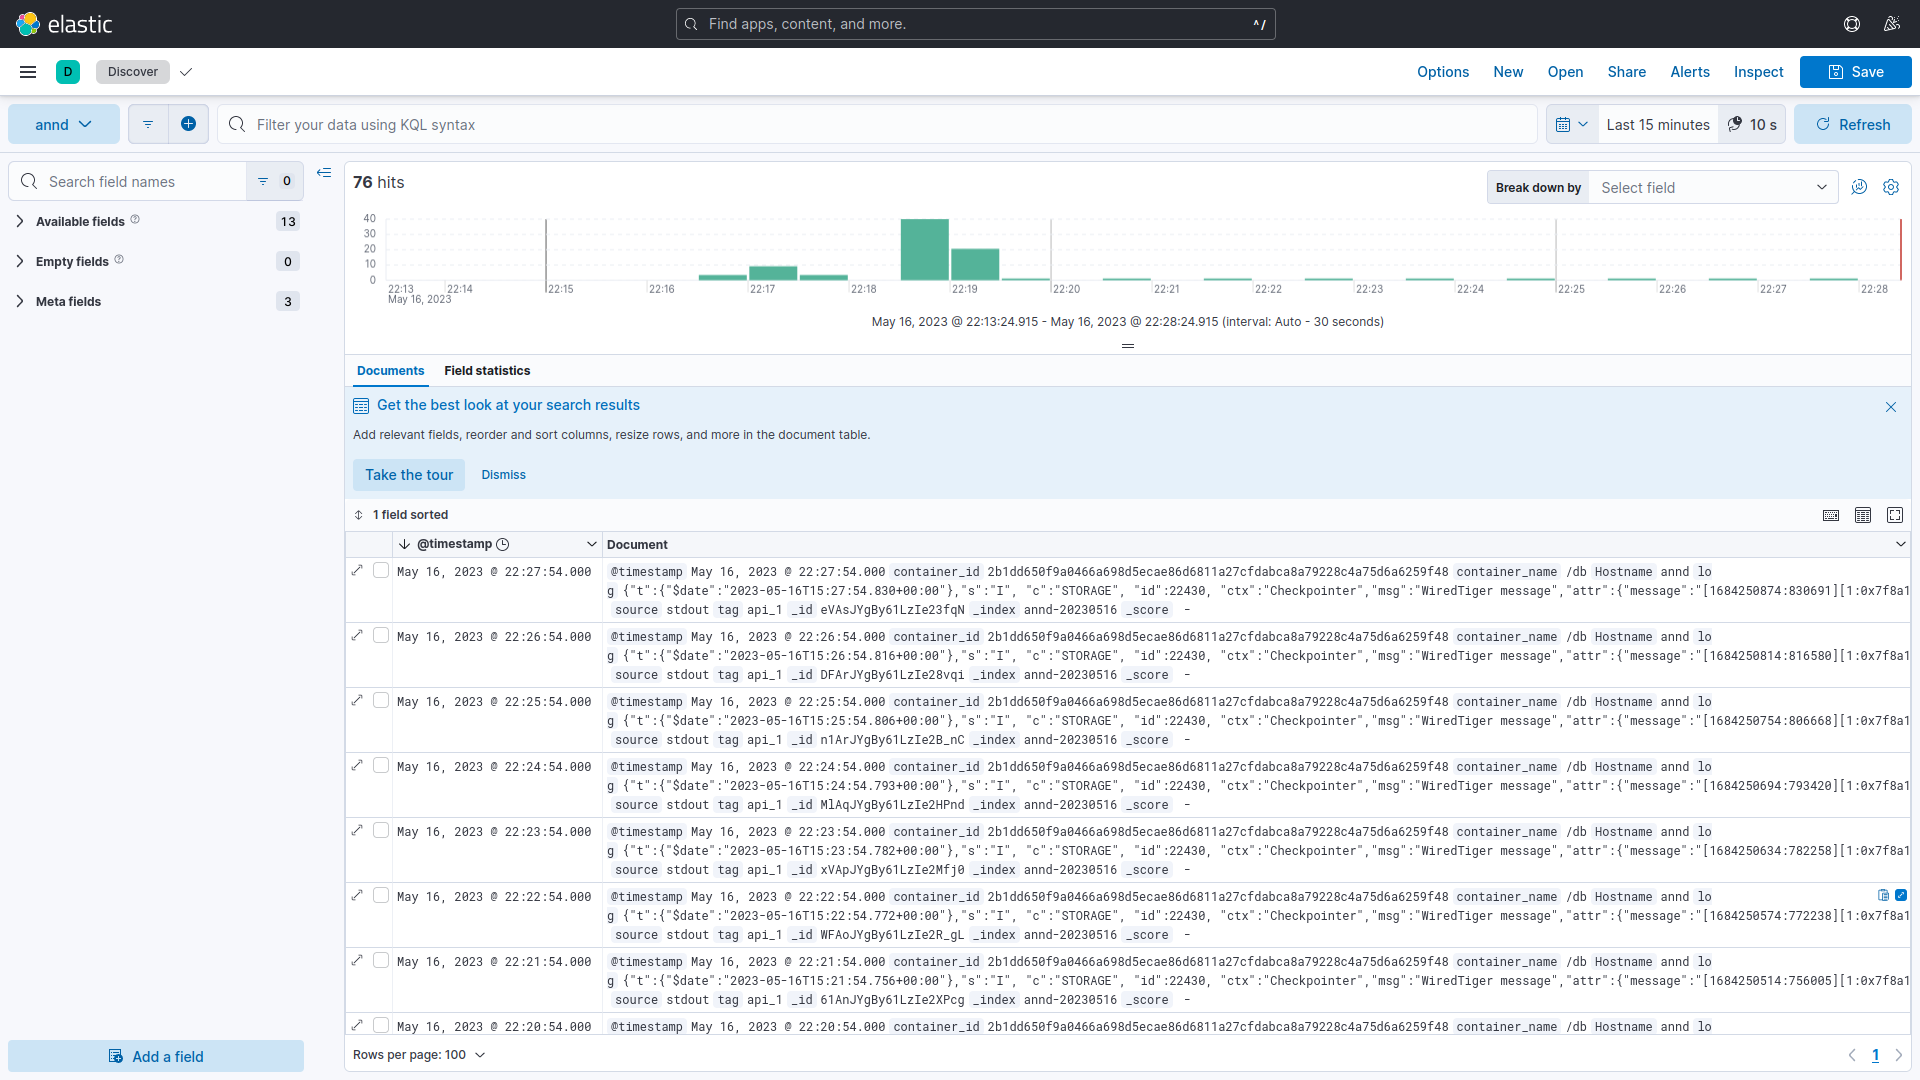 elastic
Find apps, content, and more.
^/
D
Discover
Options
New
Open
Share
Alerts
Inspect
Save
annd
Filter your data using KQL syntax
Last 15 minutes
10 s
Refresh
Search field names
0
Available fields
13
Empty fields
0
Meta fields
3
Add a field
76 hits
Break down by
Select field
40
30
20
10
0
22:13 22:14 22:15 22:16 22:17 22:18 22:19 22:20 22:21 22:22 22:23 22:24 22:25 22:26 22:27 22:28
May 16, 2023
May 16, 2023 @ 22:13:24.915 - May 16, 2023 @ 22:28:24.915 (interval: Auto - 30 seconds)
Documents
Field statistics
Get the best look at your search results
Add relevant fields, reorder and sort columns, resize rows, and more in the document table.
Take the tour
Dismiss
1 field sorted
@timestamp
Document
May 16, 2023 @ 22:27:54.000
@timestamp May 16, 2023 @ 22:27:54.000 container_id 2b1dd650f9a0466a698d5ecae86d6811a27cfdabca8a79228c4a75d6a6259f48 container_name /db Hostname annd lo
g {"t":{"$date":"2023-05-16T15:27:54.830+00:00"},"s":"I", "c":"STORAGE", "id":22430, "ctx":"Checkpointer","msg":"WiredTiger message","attr":{"message":"[1684250874:830691][1:0x7f8a1
source stdout tag api_1 _id eVAsJYgBy61LzIe23fqN _index annd-20230516 _score -
May 16, 2023 @ 22:26:54.000
@timestamp May 16, 2023 @ 22:26:54.000 container_id 2b1dd650f9a0466a698d5ecae86d6811a27cfdabca8a79228c4a75d6a6259f48 container_name /db Hostname annd lo
g {"t":{"$date":"2023-05-16T15:26:54.816+00:00"},"s":"I", "c":"STORAGE", "id":22430, "ctx":"Checkpointer","msg":"WiredTiger message","attr":{"message":"[1684250814:816580][1:0x7f8a1
source stdout tag api_1 _id DFArJYgBy61LzIe28vqi _index annd-20230516 _score -
May 16, 2023 @ 22:25:54.000
@timestamp May 16, 2023 @ 22:25:54.000 container_id 2b1dd650f9a0466a698d5ecae86d6811a27cfdabca8a79228c4a75d6a6259f48 container_name /db Hostname annd lo
g {"t":{"$date":"2023-05-16T15:25:54.806+00:00"},"s":"I", "c":"STORAGE", "id":22430, "ctx":"Checkpointer","msg":"WiredTiger message","attr":{"message":"[1684250754:806668][1:0x7f8a1
source stdout tag api_1 _id n1ArJYgBy61LzIe2B_nC _index annd-20230516 _score -
May 16, 2023 @ 22:24:54.000
@timestamp May 16, 2023 @ 22:24:54.000 container_id 2b1dd650f9a0466a698d5ecae86d6811a27cfdabca8a79228c4a75d6a6259f48 container_name /db Hostname annd lo
g {"t":{"$date":"2023-05-16T15:24:54.793+00:00"},"s":"I", "c":"STORAGE", "id":22430, "ctx":"Checkpointer","msg":"WiredTiger message","attr":{"message":"[1684250694:793420][1:0x7f8a1
source stdout tag api_1 _id MlAqJYgBy61LzIe2HPnd _index annd-20230516 _score -
May 16, 2023 @ 22:23:54.000
@timestamp May 16, 2023 @ 22:23:54.000 container_id 2b1dd650f9a0466a698d5ecae86d6811a27cfdabca8a79228c4a75d6a6259f48 container_name /db Hostname annd lo
g {"t":{"$date":"2023-05-16T15:23:54.782+00:00"},"s":"I", "c":"STORAGE", "id":22430, "ctx":"Checkpointer","msg":"WiredTiger message","attr":{"message":"[1684250634:782258][1:0x7f8a1
source stdout tag api_1 _id xVApJYgBy61LzIe2Mfj0 _index annd-20230516 _score -
May 16, 2023 @ 22:22:54.000
@timestamp May 16, 2023 @ 22:22:54.000 container_id 2b1dd650f9a0466a698d5ecae86d6811a27cfdabca8a79228c4a75d6a6259f48 container_name /db Hostname annd lo
g {"t":{"$date":"2023-05-16T15:22:54.772+00:00"},"s":"I", "c":"STORAGE", "id":22430, "ctx":"Checkpointer","msg":"WiredTiger message","attr":{"message":"[1684250574:772238][1:0x7f8a1
source stdout tag api_1 _id WFAoJYgBy61LzIe2R_gL _index annd-20230516 _score -
May 16, 2023 @ 22:21:54.000
@timestamp May 16, 2023 @ 22:21:54.000 container_id 2b1dd650f9a0466a698d5ecae86d6811a27cfdabca8a79228c4a75d6a6259f48 container_name /db Hostname annd lo
g {"t":{"$date":"2023-05-16T15:21:54.756+00:00"},"s":"I", "c":"STORAGE", "id":22430, "ctx":"Checkpointer","msg":"WiredTiger message","attr":{"message":"[1684250514:756005][1:0x7f8a1
source stdout tag api_1 _id 61AnJYgBy61LzIe2XPcg _index annd-20230516 _score -
May 16, 2023 @ 22:20:54.000
@timestamp May 16, 2023 @ 22:20:54.000 container_id 2b1dd650f9a0466a698d5ecae86d6811a27cfdabca8a79228c4a75d6a6259f48 container_name /db Hostname annd lo
Rows per page: 100
1